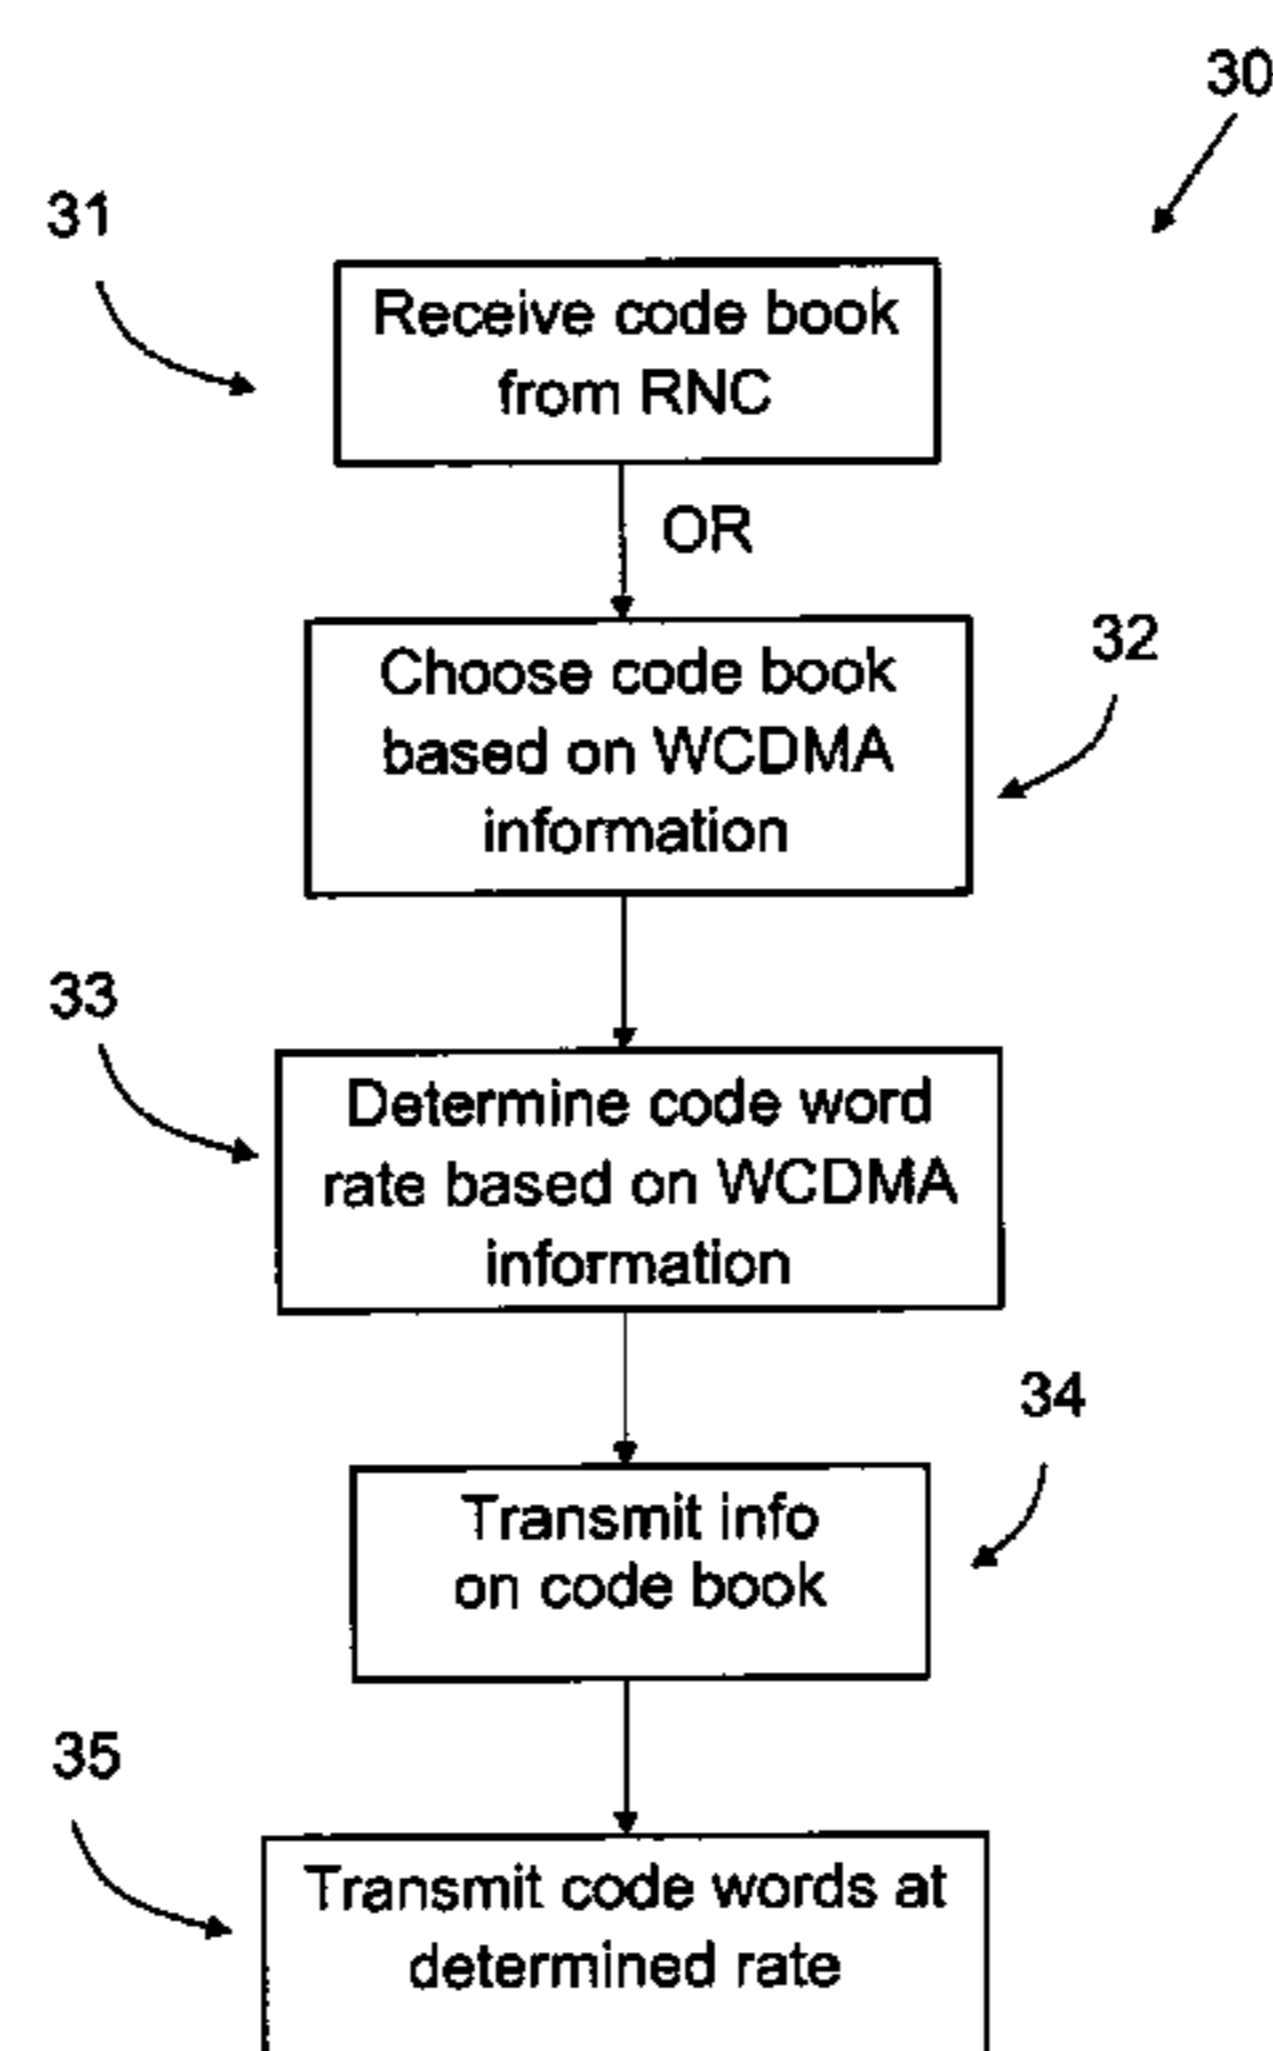 30
31
Receive code book
from RNC
OR
32
Choose code book
based on WCDMA
information
33
Determine code word
rate based on WCDMA
information
34
Transmit info
on code book
35
Transmit code words at
determined rate